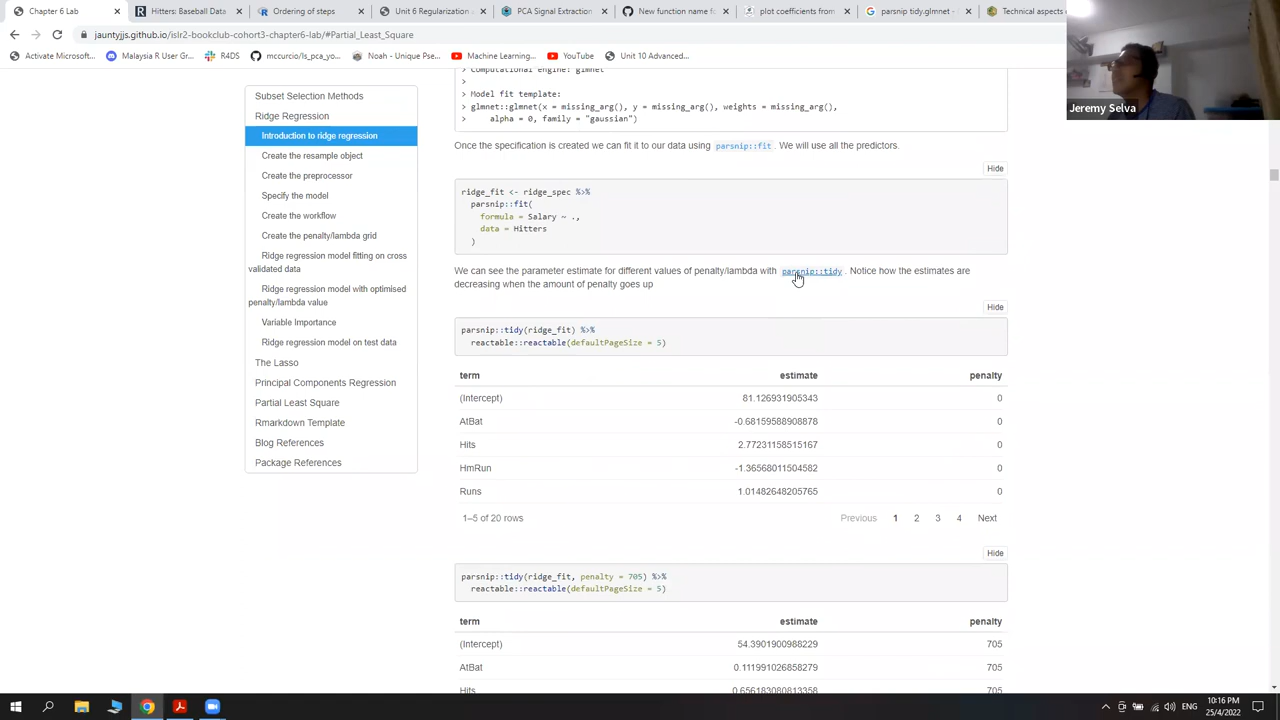 Chapter 6 Lab
Hitters: Baseball Data
Ordering of steps
Unit 6 Regularization
PCA Signal Extraction
New function name fo
plot coefficients from
parsnip tidy.glmnet -
Technical aspects
jauntyjjs.github.io/islr2-bookclub-cohort3-chapter6-lab/#Partial_Least_Square
Activate Microsoft...
Malaysia R User Gr...
R4DS
mccurcio/ls_pca_yo...
Noah - Unique Pse...
Machine Learning...
YouTube
Unit 10 Advanced...
Jeremy Selva
Subset Selection Methods
Ridge Regression
Introduction to ridge regression
Create the resample object
Create the preprocessor
Specify the model
Create the workflow
Create the penalty/lambda grid
Ridge regression model fitting on cross
validated data
Ridge regression model with optimised
penalty/lambda value
Variable Importance
Ridge regression model on test data
The Lasso
Principal Components Regression
Partial Least Square
Rmarkdown Template
Blog References
Package References
> Computational engine: glmnet
>
> Model fit template:
> glmnet::glmnet(x = missing_arg(), y = missing_arg(), weights = missing_arg(),
> alpha = 0, family = "gaussian")
Once the specification is created we can fit it to our data using parsnip::fit. We will use all the predictors.
Hide
ridge_fit <- ridge_spec %>%
parsnip::fit(
formula = Salary ~ .,
data = Hitters
)
We can see the parameter estimate for different values of penalty/lambda with parsnip::tidy. Notice how the estimates are
decreasing when the amount of penalty goes up
Hide
parsnip::tidy(ridge_fit) %>%
reactable::reactable(defaultPageSize = 5)
term estimate penalty
(Intercept) 81.126931905343 0
AtBat -0.68159588908878 0
Hits 2.77231158515167 0
HmRun -1.36568011504582 0
Runs 1.01482648205765 0
1–5 of 20 rows Previous 1 2 3 4 Next
Hide
parsnip::tidy(ridge_fit, penalty = 705) %>%
reactable::reactable(defaultPageSize = 5)
term estimate penalty
(Intercept) 54.3901900988229 705
AtBat 0.111991026858279 705
Hits 0.656183080813358 705
ENG
10:16 PM
25/4/2022